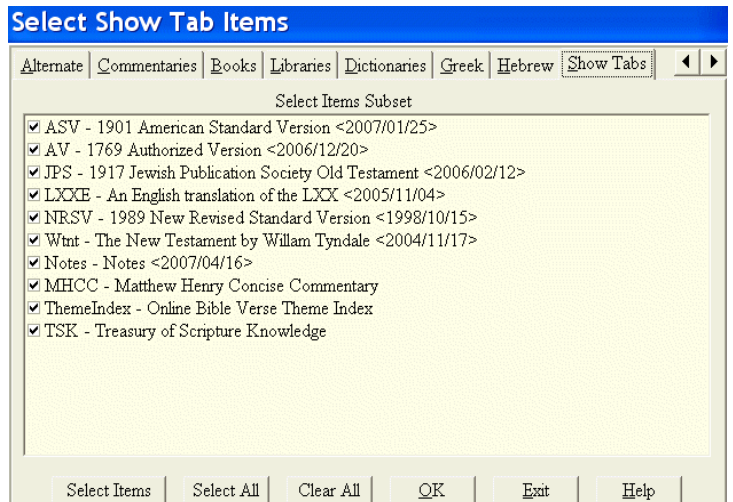 Select Show Tab Items
Alternate Commentaries Books Libraries Dictionaries Greek Hebrew Show Tabs
Select Items Subset
ASV - 1901 American Standard Version <2007/01/25>
AV - 1769 Authorized Version <2006/12/20>
JPS - 1917 Jewish Publication Society Old Testament <2006/02/12>
LXXE - An English translation of the LXX <2005/11/04>
NRSV - 1989 New Revised Standard Version <1998/10/15>
Wtnt - The New Testament by Willam Tyndale <2004/11/17>
Notes - Notes <2007/04/16>
MHCC - Matthew Henry Concise Commentary
ThemeIndex - Online Bible Verse Theme Index
TSK - Treasury of Scripture Knowledge
Select Items Select All Clear All OK Exit Help